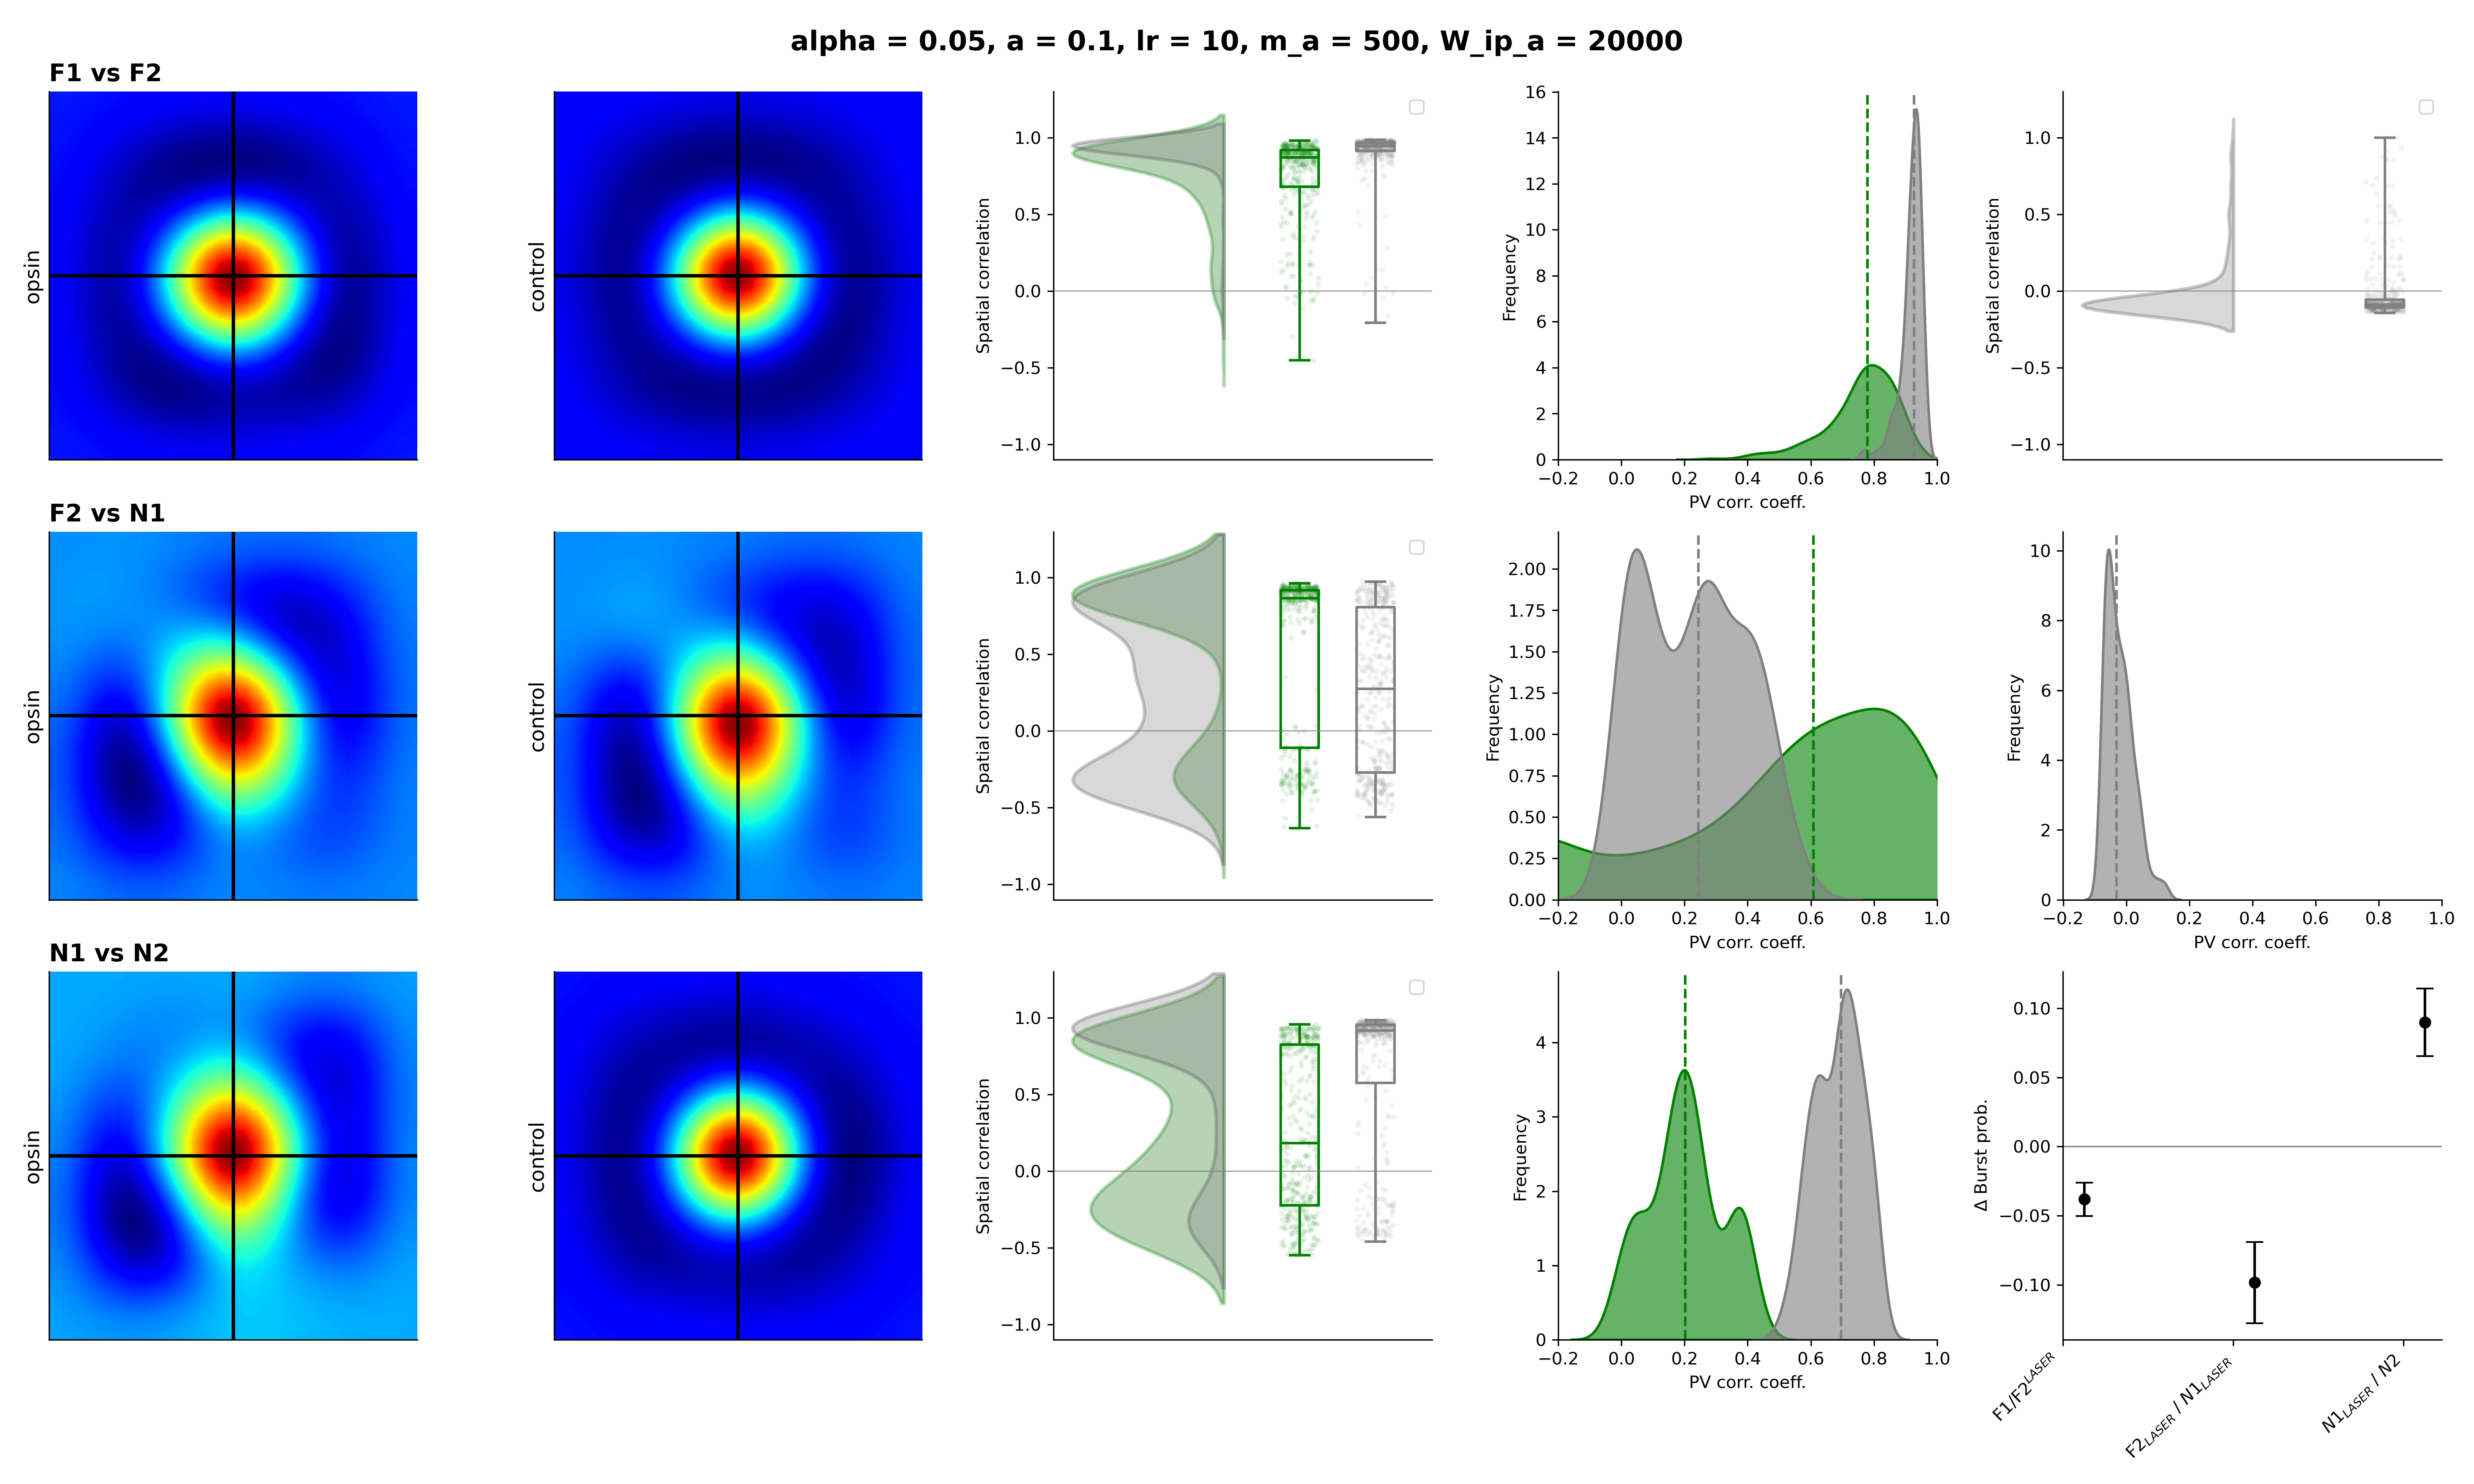 alpha = 0.05, a = 0.1, lr = 10, m_a = 500, W_ip_a = 20000
F1 vs F2
opsin
control
Spatial correlation
1.0
0.5
0.0
−0.5
−1.0
Frequency
16
14
12
10
8
6
4
2
0
−0.2 0.0 0.2 0.4 0.6 0.8 1.0
PV corr. coeff.
Spatial correlation
1.0
0.5
0.0
−0.5
−1.0
F2 vs N1
opsin
control
Spatial correlation
1.0
0.5
0.0
−0.5
−1.0
Frequency
2.00
1.75
1.50
1.25
1.00
0.75
0.50
0.25
0.00
−0.2 0.0 0.2 0.4 0.6 0.8 1.0
PV corr. coeff.
Frequency
10
8
6
4
2
0
−0.2 0.0 0.2 0.4 0.6 0.8 1.0
PV corr. coeff.
N1 vs N2
opsin
control
Spatial correlation
1.0
0.5
0.0
−0.5
−1.0
Frequency
4
3
2
1
0
−0.2 0.0 0.2 0.4 0.6 0.8 1.0
PV corr. coeff.
Δ Burst prob.
0.10
0.05
0.00
−0.05
−0.10
F1/F2^LASER
F2_LASER / N1_LASER
N1_LASER / N2